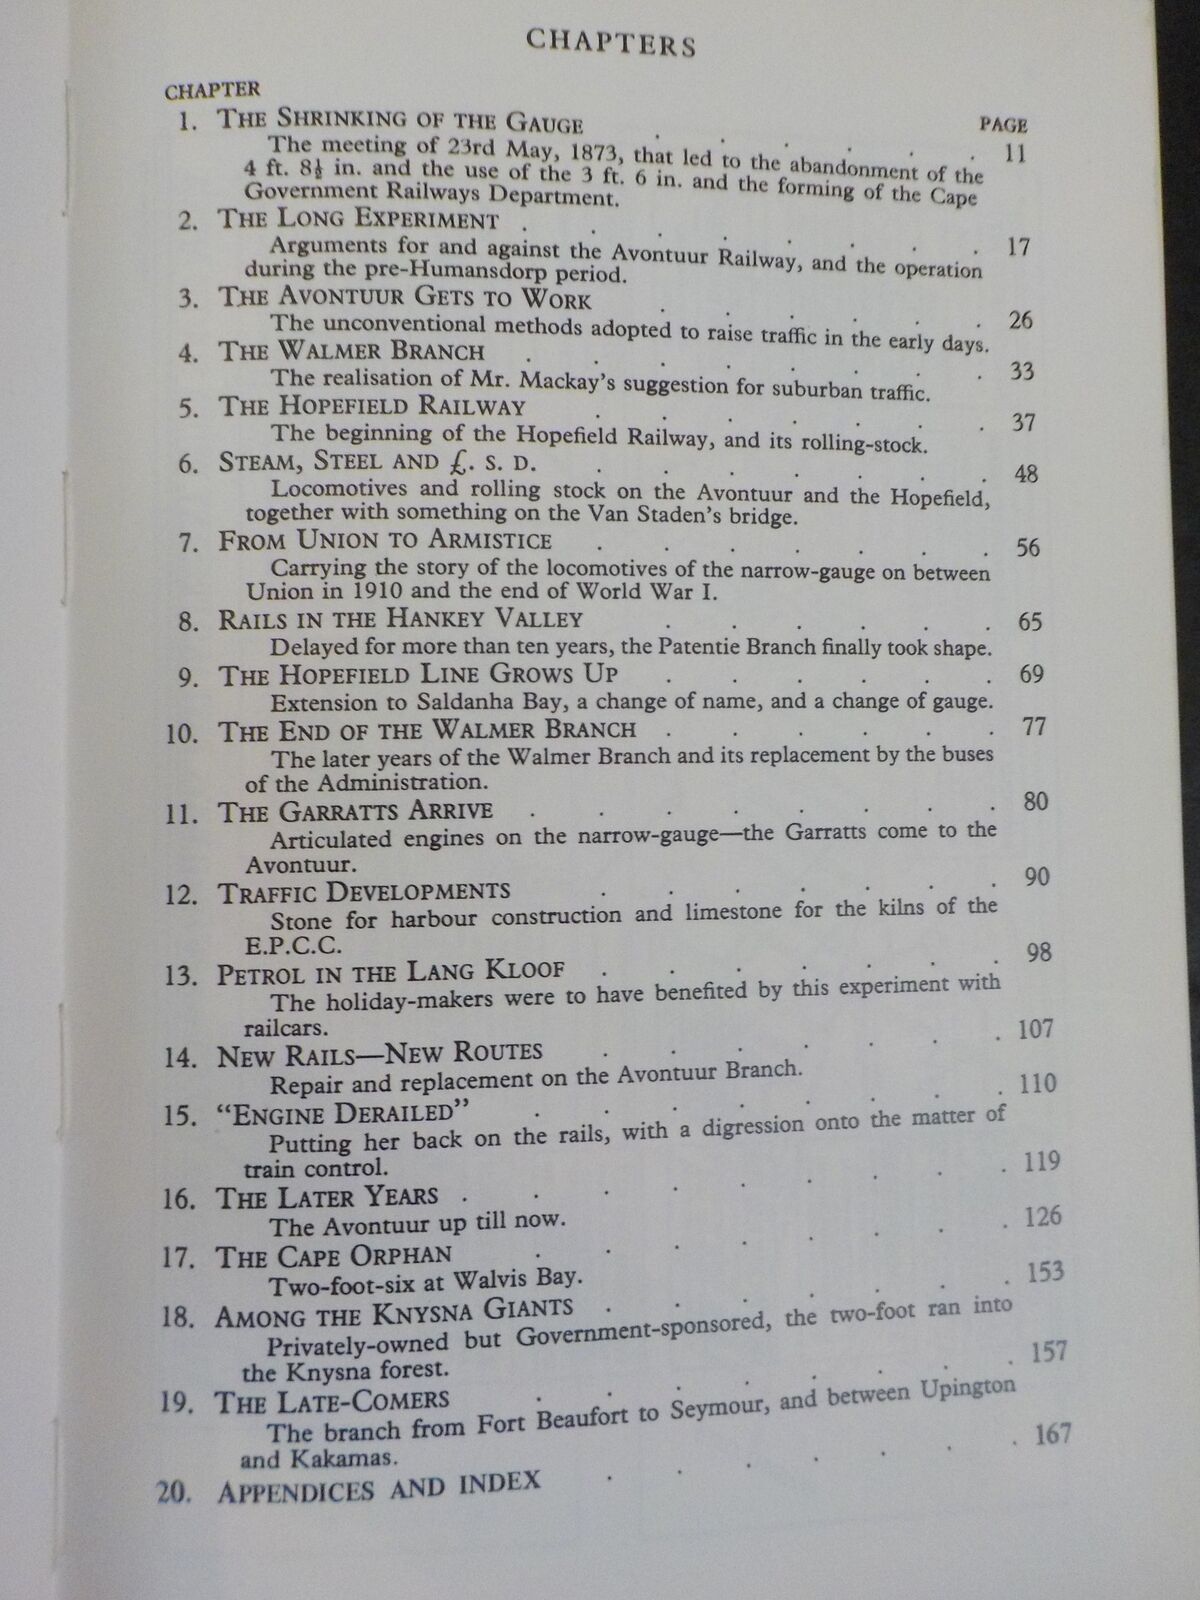 CHAPTERS
CHAPTER
PAGE
1. THE SHRINKING OF THE GAUGE . . . . . . 11
The meeting of 23rd May, 1873, that led to the abandonment of the
4 ft. 8½ in. and the use of the 3 ft. 6 in. and the forming of the Cape
Government Railways Department.
2. THE LONG EXPERIMENT . . . . . . . . 17
Arguments for and against the Avontuur Railway, and the operation
during the pre-Humansdorp period.
3. THE AVONTUUR GETS TO WORK . . . . . . 26
The unconventional methods adopted to raise traffic in the early days.
4. THE WALMER BRANCH . . . . . . . . 33
The realisation of Mr. Mackay's suggestion for suburban traffic.
5. THE HOPEFIELD RAILWAY . . . . . . . 37
The beginning of the Hopefield Railway, and its rolling-stock.
6. STEAM, STEEL AND £. S. D. . . . . . . . 48
Locomotives and rolling stock on the Avontuur and the Hopefield,
together with something on the Van Staden's bridge.
7. FROM UNION TO ARMISTICE . . . . . . . 56
Carrying the story of the locomotives of the narrow-gauge on between
Union in 1910 and the end of World War I.
8. RAILS IN THE HANKEY VALLEY . . . . . . 65
Delayed for more than ten years, the Patentie Branch finally took shape.
9. THE HOPEFIELD LINE GROWS UP . . . . . . 69
Extension to Saldanha Bay, a change of name, and a change of gauge.
10. THE END OF THE WALMER BRANCH . . . . . . 77
The later years of the Walmer Branch and its replacement by the buses
of the Administration.
11. THE GARRATTS ARRIVE . . . . . . . . 80
Articulated engines on the narrow-gauge—the Garratts come to the
Avontuur.
12. TRAFFIC DEVELOPMENTS . . . . . . . 90
Stone for harbour construction and limestone for the kilns of the
E.P.C.C.
13. PETROL IN THE LANG KLOOF . . . . . . . 98
The holiday-makers were to have benefited by this experiment with
railcars.
14. NEW RAILS—NEW ROUTES . . . . . . . 107
Repair and replacement on the Avontuur Branch.
15. "ENGINE DERAILED" . . . . . . . . 110
Putting her back on the rails, with a digression onto the matter of
train control.
16. THE LATER YEARS . . . . . . . . . 119
The Avontuur up till now.
17. THE CAPE ORPHAN . . . . . . . . 126
Two-foot-six at Walvis Bay.
18. AMONG THE KNYSNA GIANTS . . . . . . . 153
Privately-owned but Government-sponsored, the two-foot ran into
the Knysna forest.
19. THE LATE-COMERS . . . . . . . . 157
The branch from Fort Beaufort to Seymour, and between Upington
and Kakamas.
20. APPENDICES AND INDEX . . . . . . . 167